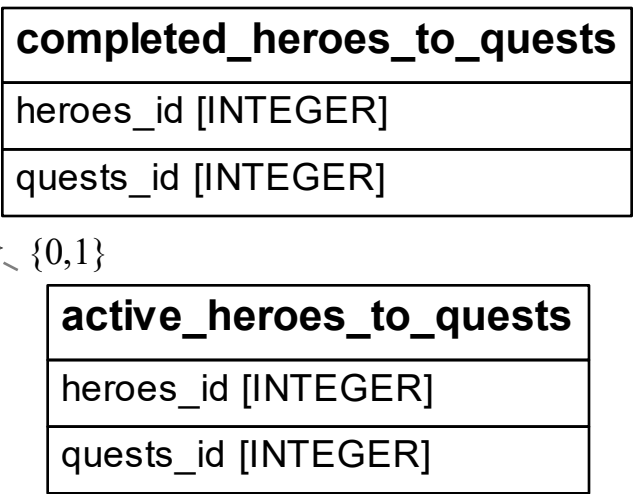 completed_heroes_to_quests
heroes_id [INTEGER]
quests_id [INTEGER]
{0,1}
active_heroes_to_quests
heroes_id [INTEGER]
quests_id [INTEGER]